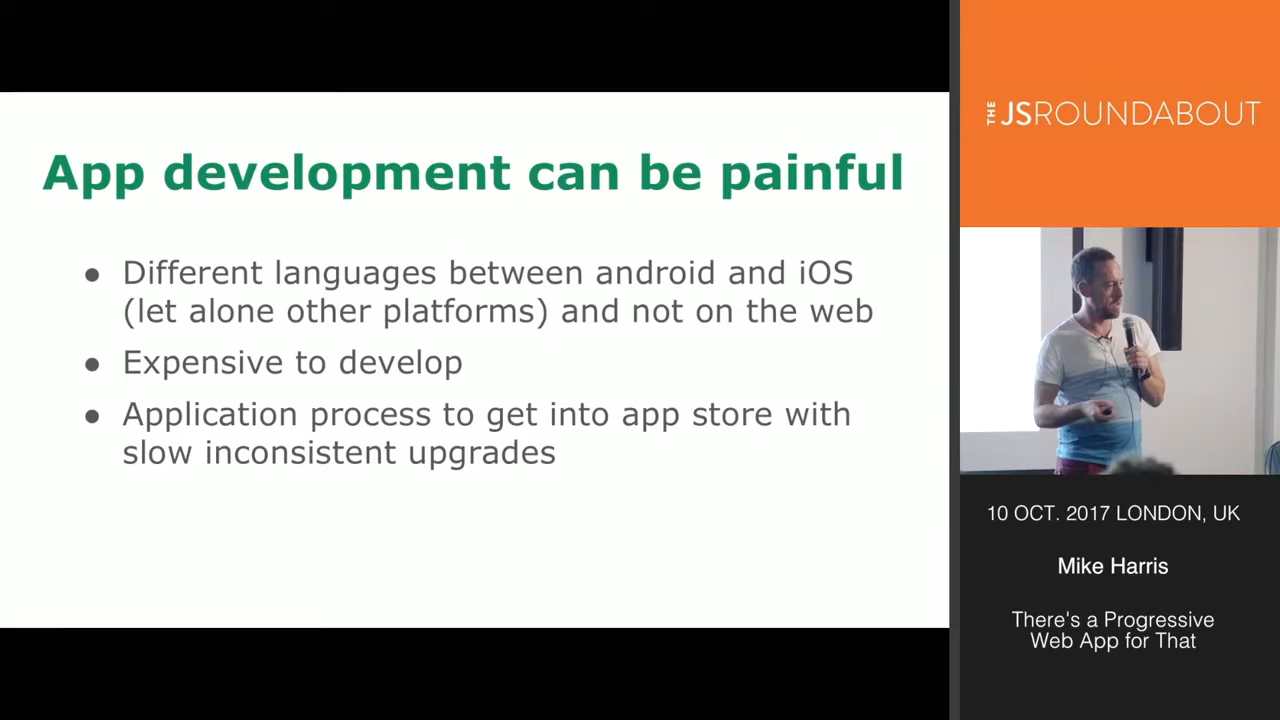 App development can be painful
● Different languages between android and iOS
(let alone other platforms) and not on the web
● Expensive to develop
● Application process to get into app store with
slow inconsistent upgrades
THE JSROUNDABOUT
10 OCT. 2017 LONDON, UK
Mike Harris
There's a Progressive
Web App for That